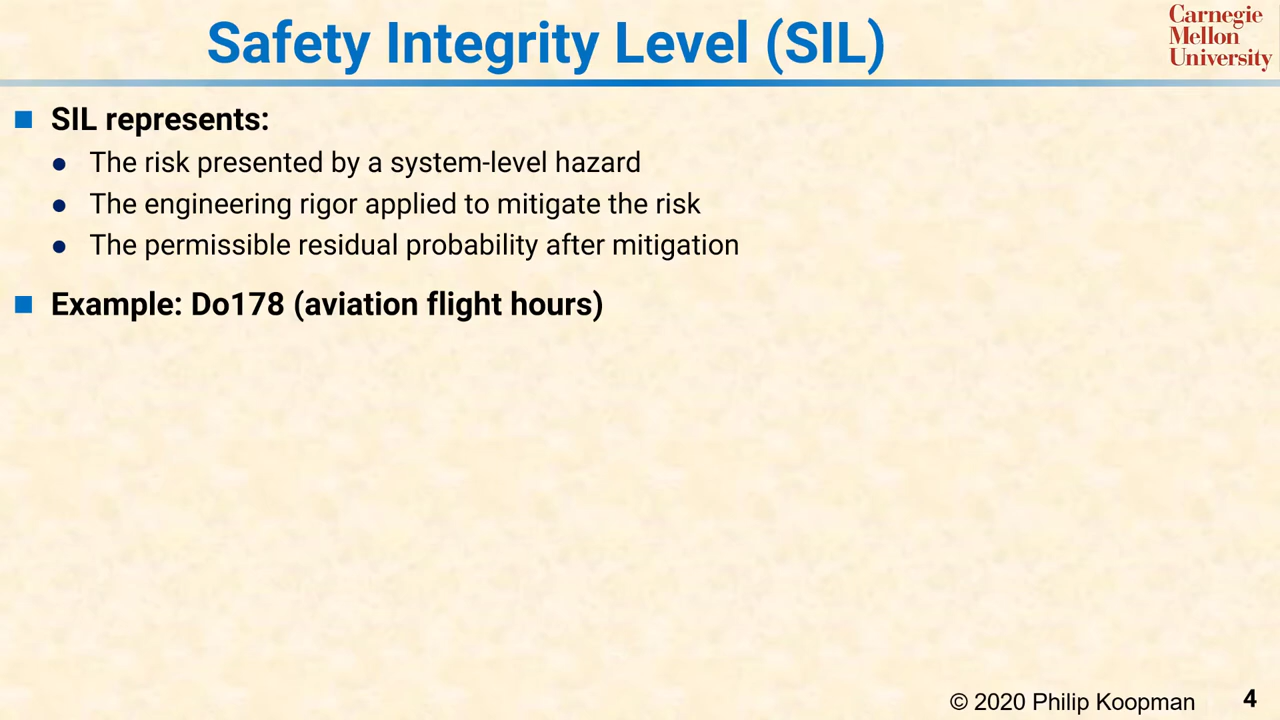 Safety Integrity Level (SIL)
Carnegie
Mellon
University
SIL represents:
The risk presented by a system-level hazard
The engineering rigor applied to mitigate the risk
The permissible residual probability after mitigation
Example: Do178 (aviation flight hours)
© 2020 Philip Koopman 4